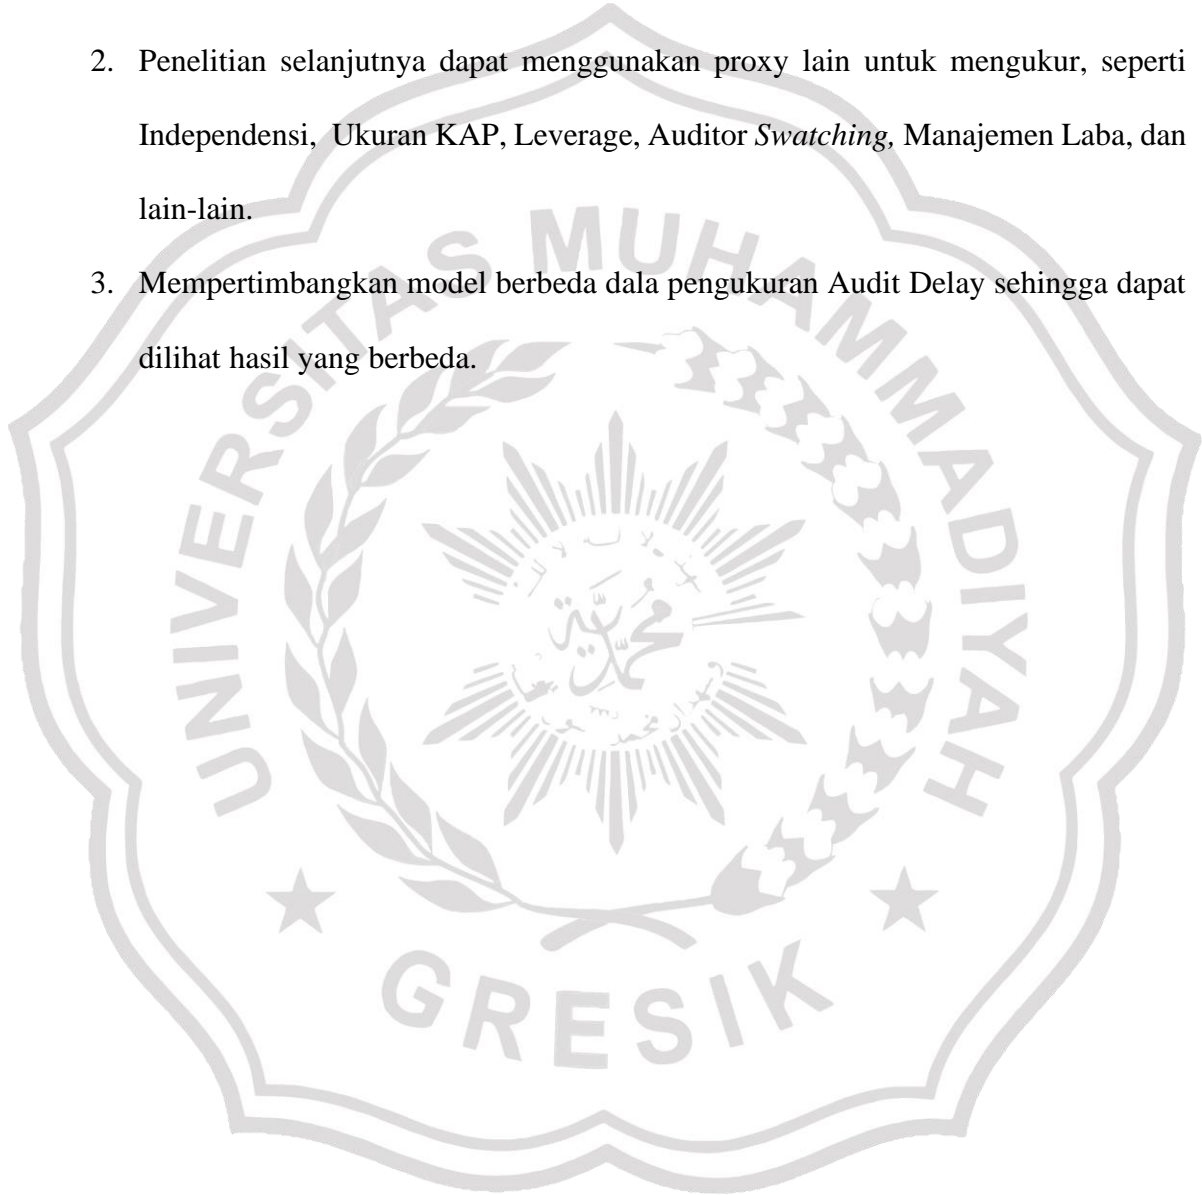 2. Penelitian selanjutnya dapat menggunakan proxy lain untuk mengukur, seperti
Independensi, Ukuran KAP, Leverage, Auditor Swatching, Manajemen Laba, dan
lain-lain.
3. Mempertimbangkan model berbeda dala pengukuran Audit Delay sehingga dapat
dilihat hasil yang berbeda.
UNIVERSITAS MUHAMMADIYAH
محمدية
GRESIK